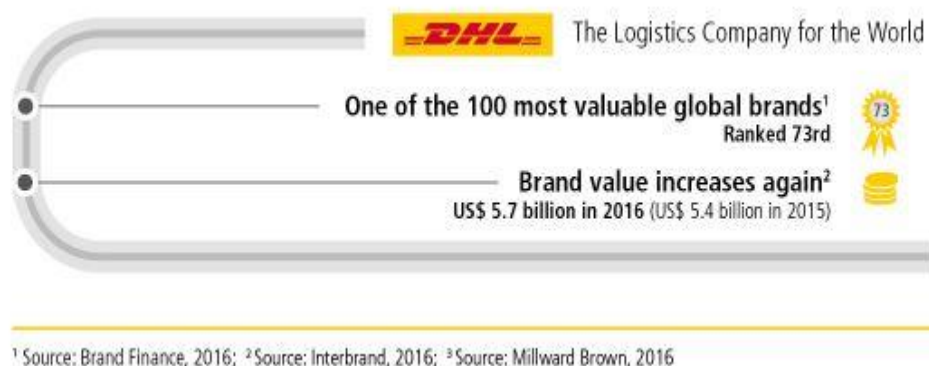 DHL The Logistics Company for the World
One of the 100 most valuable global brands¹
Ranked 73rd
73
Brand value increases again²
US$ 5.7 billion in 2016 (US$ 5.4 billion in 2015)
¹ Source: Brand Finance, 2016; ² Source: Interbrand, 2016; ³ Source: Millward Brown, 2016